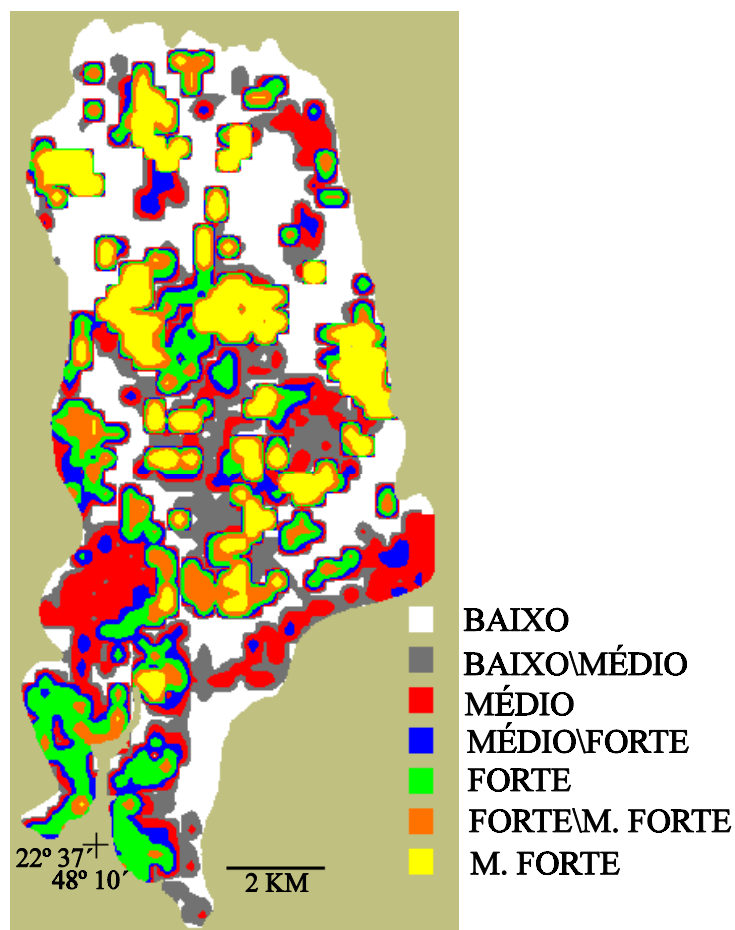 BAIXO
BAIXO\MÉDIO
MÉDIO
MÉDIO\FORTE
FORTE
FORTE\M. FORTE
M. FORTE
22º 37´
48º 10´
2 KM